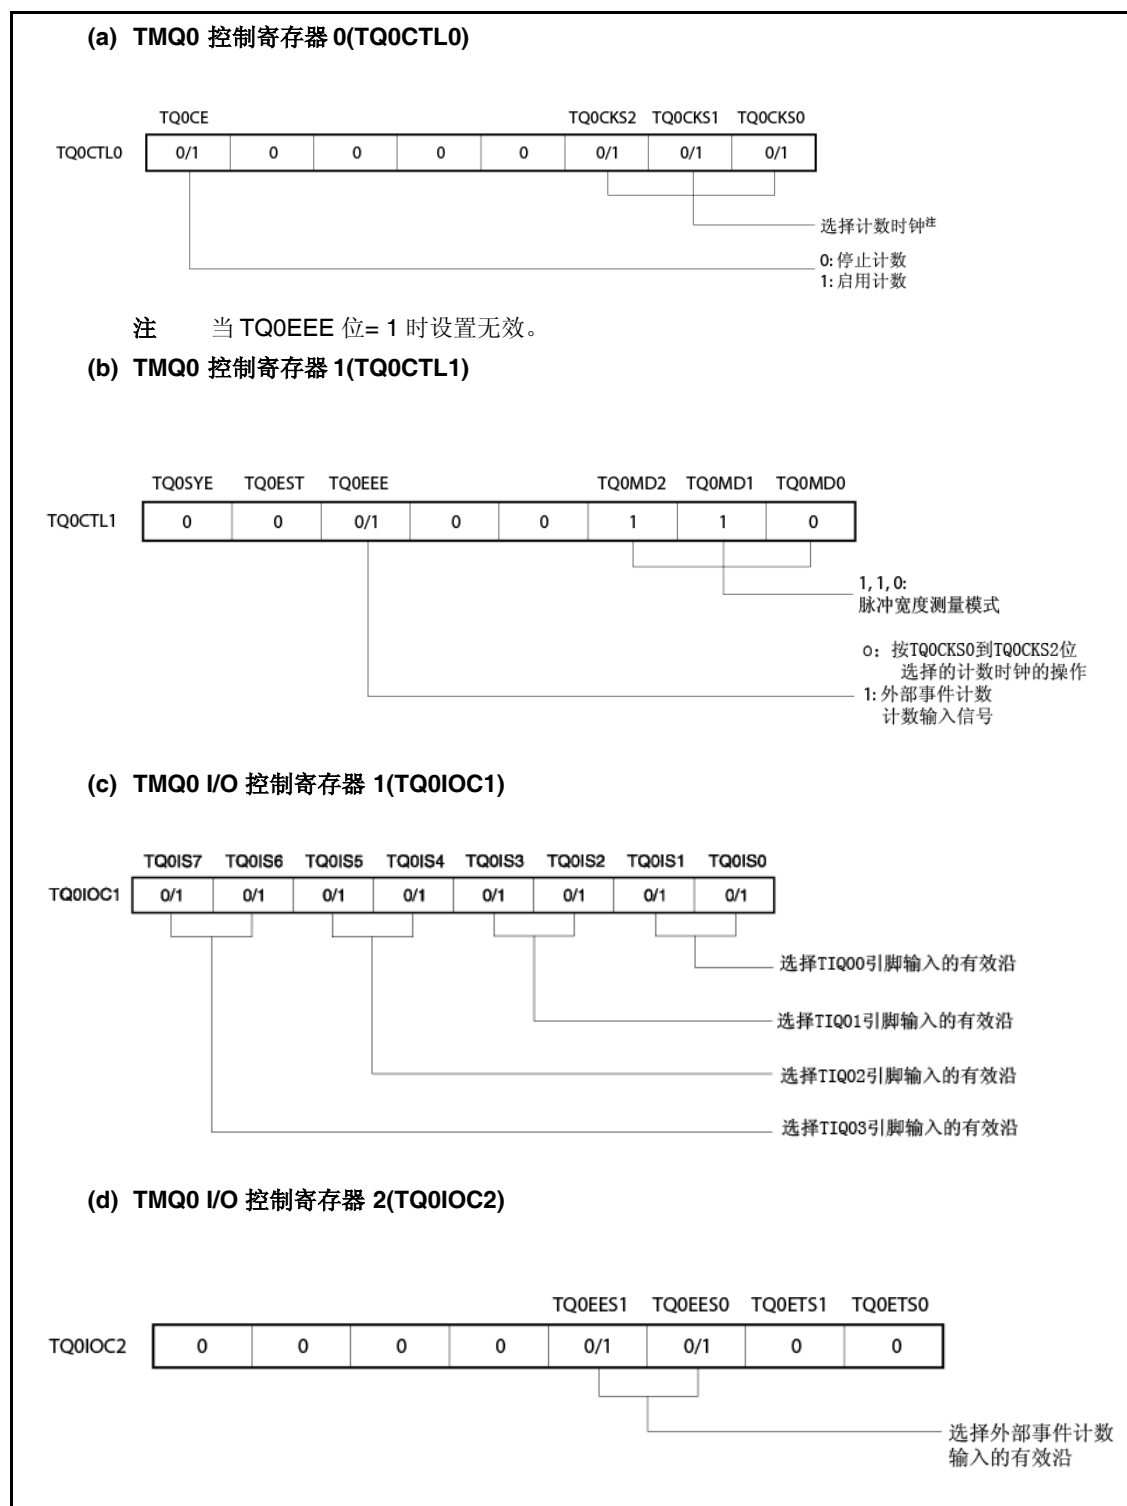 (a) TMQ0 控制寄存器 0(TQ0CTL0)
TQ0CE TQ0CKS2 TQ0CKS1 TQ0CKS0
TQ0CTL0 0/1 0 0 0 0 0/1 0/1 0/1
选择计数时钟注
0: 停止计数
1: 启用计数
注 当 TQ0EEE 位= 1 时设置无效。
(b) TMQ0 控制寄存器 1(TQ0CTL1)
TQ0SYE TQ0EST TQ0EEE TQ0MD2 TQ0MD1 TQ0MD0
TQ0CTL1 0 0 0/1 0 0 1 1 0
1, 1, 0:
脉冲宽度测量模式
o: 按TQ0CKS0到TQ0CKS2位
选择的计数时钟的操作
1: 外部事件计数
计数输入信号
(c) TMQ0 I/O 控制寄存器 1(TQ0IOC1)
TQ0IS7 TQ0IS6 TQ0IS5 TQ0IS4 TQ0IS3 TQ0IS2 TQ0IS1 TQ0IS0
TQ0IOC1 0/1 0/1 0/1 0/1 0/1 0/1 0/1 0/1
选择TIQ00引脚输入的有效沿
选择TIQ01引脚输入的有效沿
选择TIQ02引脚输入的有效沿
选择TIQ03引脚输入的有效沿
(d) TMQ0 I/O 控制寄存器 2(TQ0IOC2)
TQ0EES1 TQ0EES0 TQ0ETS1 TQ0ETS0
TQ0IOC2 0 0 0 0 0/1 0/1 0 0
选择外部事件计数
输入的有效沿